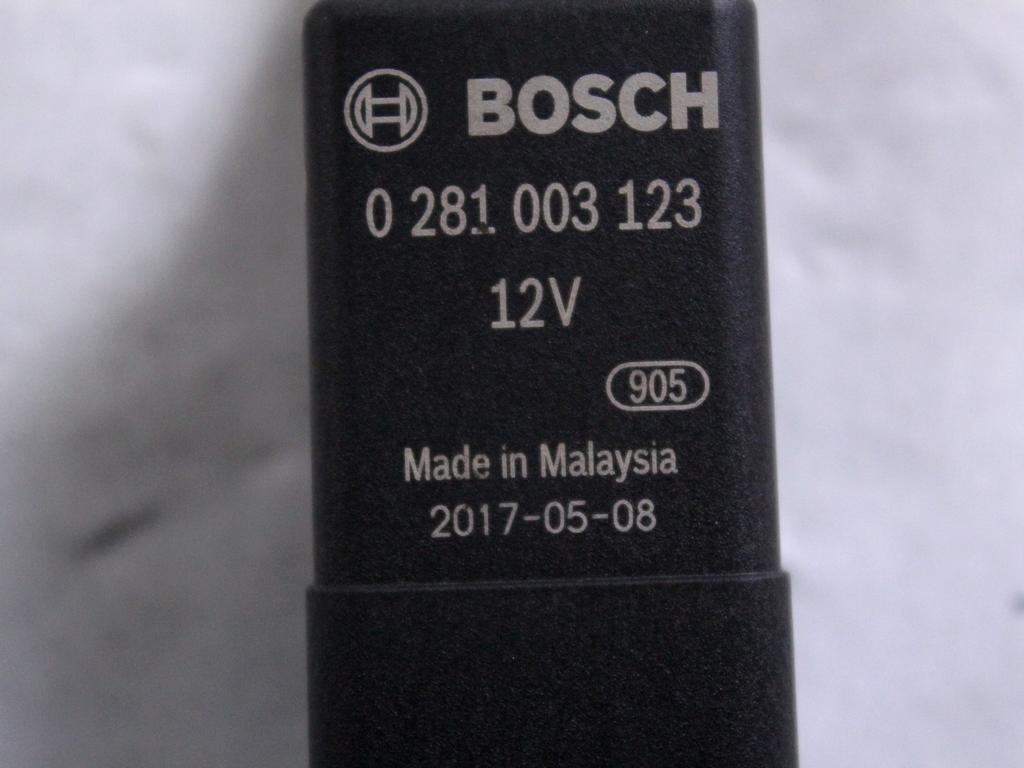 BOSCH
0 281 003 123
12V
905
Made in Malaysia
2017-05-08